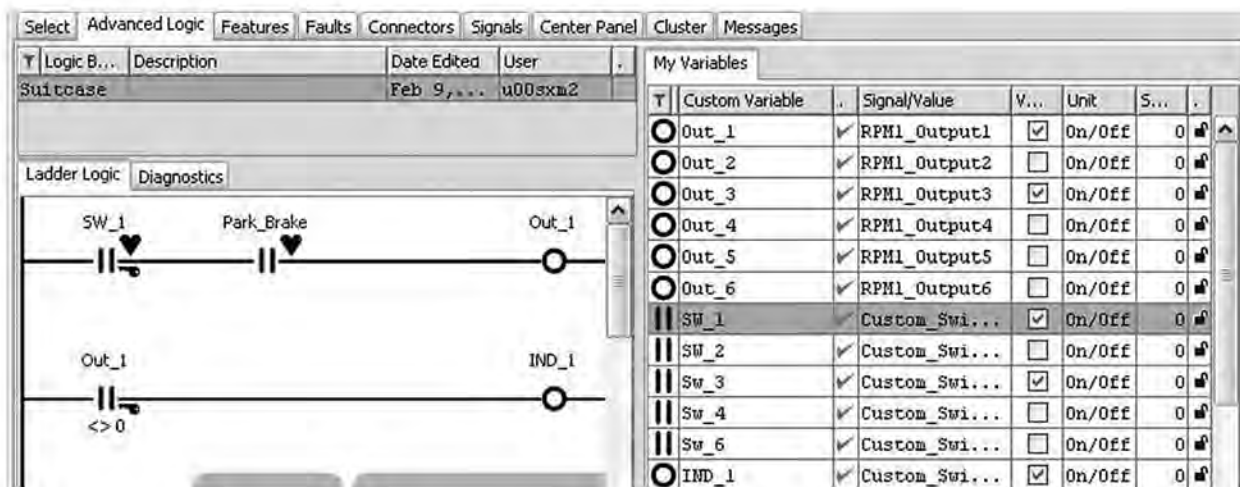 Select Advanced Logic Features Faults Connectors Signals Center Panel Cluster Messages
Logic B... Description Date Edited User .
Suitcase Feb 9,... u00sxm2
Ladder Logic Diagnostics
SW_1 Park_Brake Out_1
Out_1 IND_1
<> 0
My Variables
Custom Variable . Signal/Value V... Unit S... .
Out_1 RPM1_Output1 On/Off 0
Out_2 RPM1_Output2 On/Off 0
Out_3 RPM1_Output3 On/Off 0
Out_4 RPM1_Output4 On/Off 0
Out_5 RPM1_Output5 On/Off 0
Out_6 RPM1_Output6 On/Off 0
SW_1 Custom_Swi... On/Off 0
SW_2 Custom_Swi... On/Off 0
Sw_3 Custom_Swi... On/Off 0
Sw_4 Custom_Swi... On/Off 0
Sw_6 Custom_Swi... On/Off 0
IND_1 Custom_Swi... On/Off 0